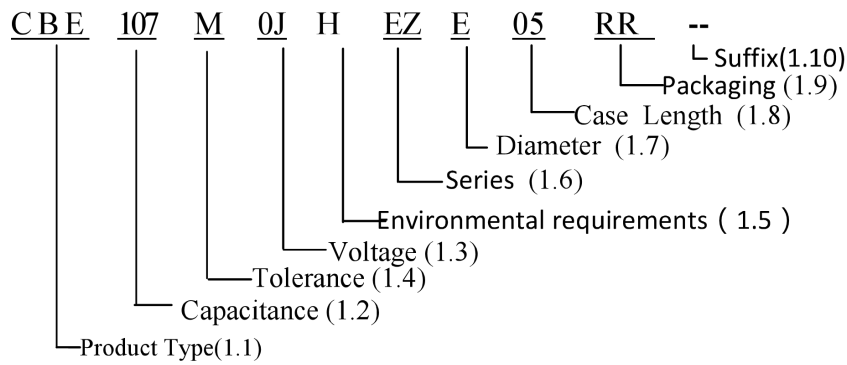 CBE 107 M 0J H EZ E 05 RR --
Suffix(1.10)
Packaging (1.9)
Case Length (1.8)
Diameter (1.7)
Series (1.6)
Environmental requirements ( 1.5 )
Voltage (1.3)
Tolerance (1.4)
Capacitance (1.2)
Product Type(1.1)